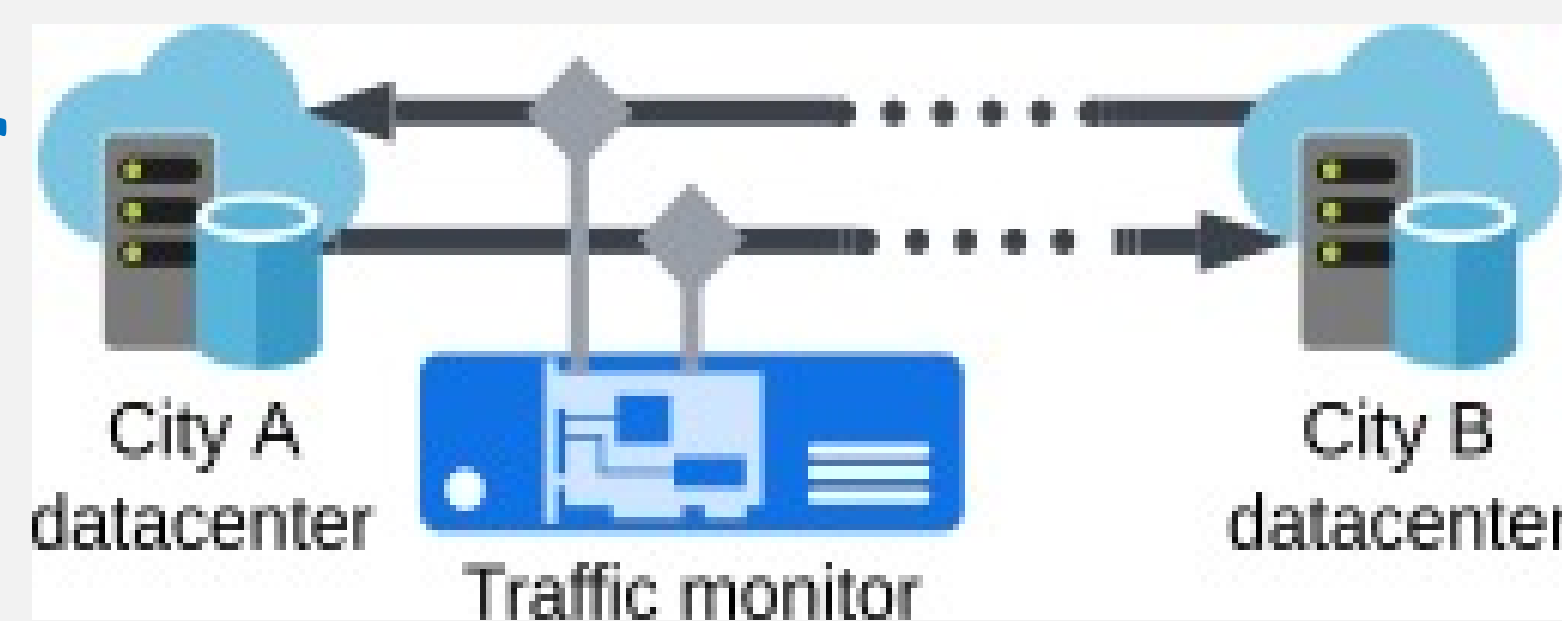 City A
datacenter
Traffic monitor
City B
datacenter